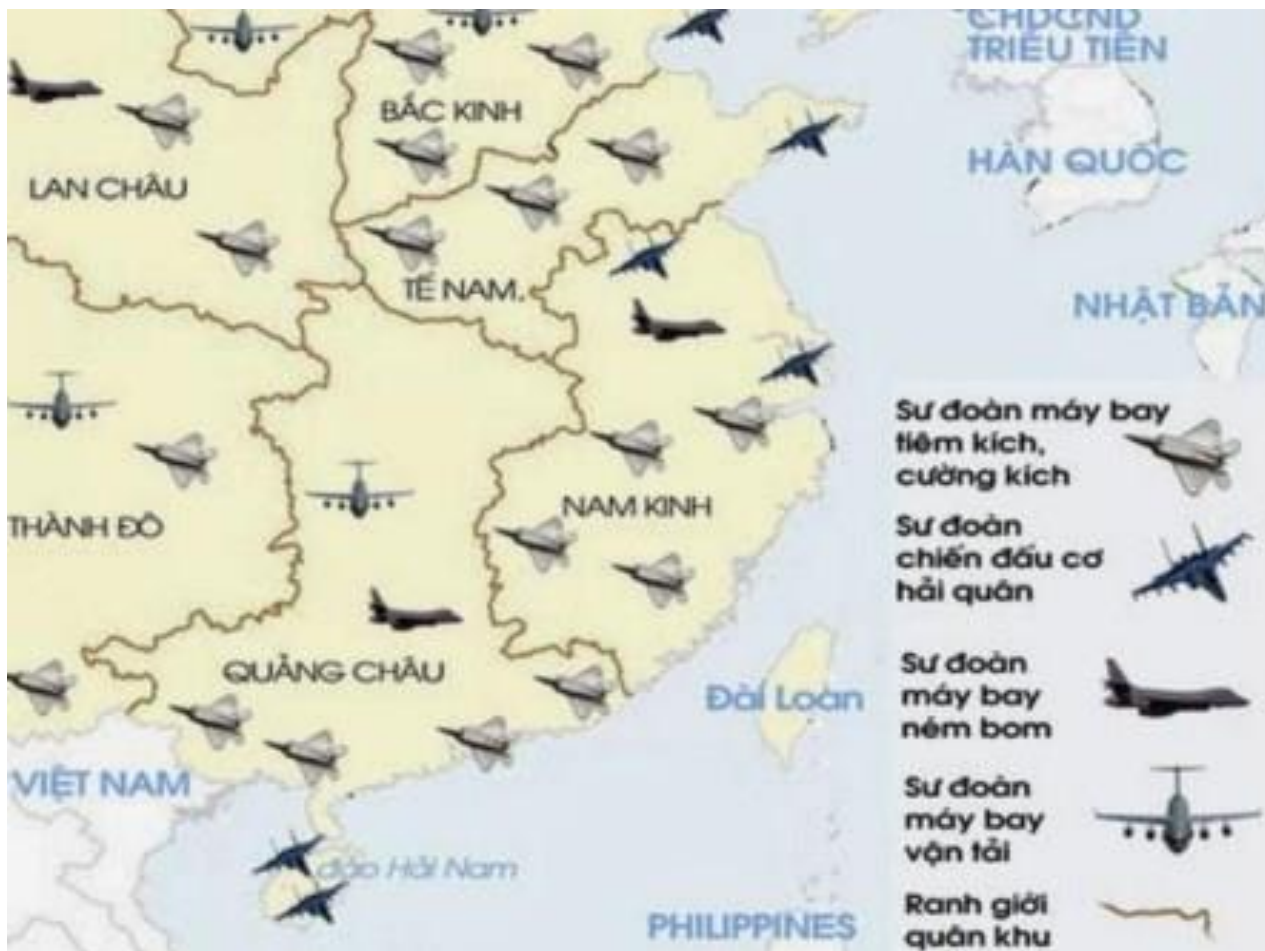 CHDCND
TRIỀU TIÊN
BẮC KINH
HÀN QUỐC
LAN CHÂU
TẾ NAM
NHẬT BẢN
Sư đoàn máy bay
tiêm kích,
cường kích
THÀNH ĐÔ
NAM KINH
Sư đoàn
chiến đấu cơ
hải quân
QUẢNG CHÂU
Đài Loan
Sư đoàn
máy bay
ném bom
VIỆT NAM
Sư đoàn
máy bay
vận tải
đảo Hải Nam
PHILIPPINES
Ranh giới
quân khu